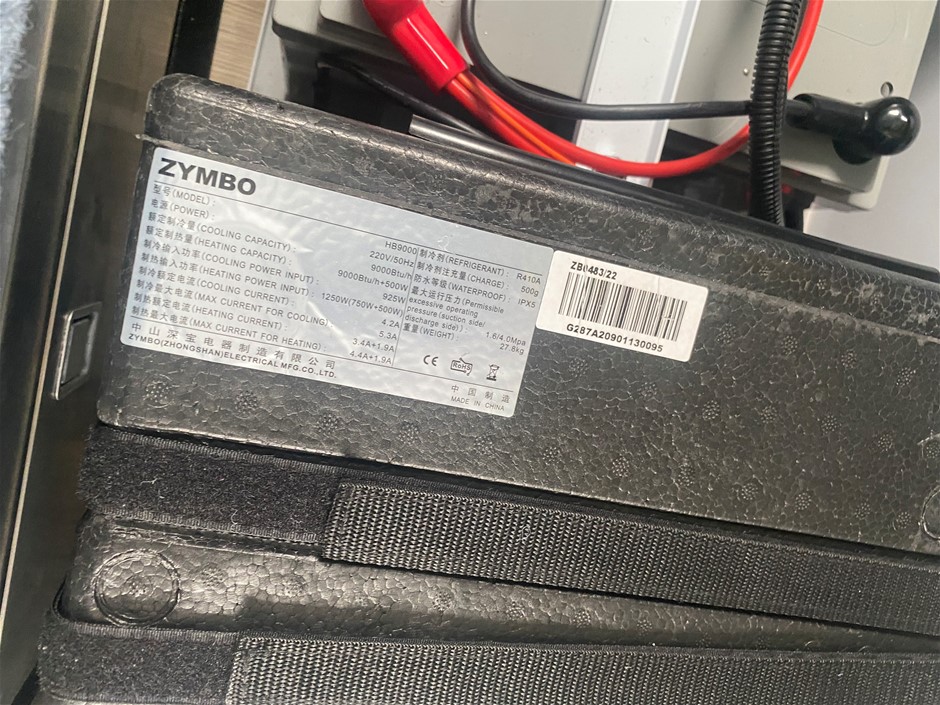 ZYMBO
型号(MODEL): HB9000
电源(POWER): 220V/50Hz
额定制冷量(COOLING CAPACITY): 9000Btu/h
额定制热量(HEATING CAPACITY): 9000Btu/h+500W
制冷输入功率(COOLING POWER INPUT): 925W
制热输入功率(HEATING POWER INPUT): 1250W(750W+500W)
制冷额定电流(COOLING CURRENT): 4.2A
制冷最大电流(MAX CURRENT FOR COOLING): 5.3A
制热额定电流(HEATING CURRENT): 3.4A+1.9A
制热最大电流(MAX CURRENT FOR HEATING): 4.4A+1.9A
制冷剂(REFRIGERANT): R410A
制冷剂注充量(CHARGE): 500g
防水等级(WATERPROOF): IPX5
最大运行压力(Permissible
excessive operating
pressure(suction side/
discharge side)) 1.6/4.0Mpa
重量(WEIGHT): 27.8kg
CE RoHS
中山深宝电器制造有限公司
ZYMBO(ZHONGSHAN)ELECTRICAL MFG.CO.,LTD.
中国制造
MADE IN CHINA
ZB0483/22
G287A20901130095